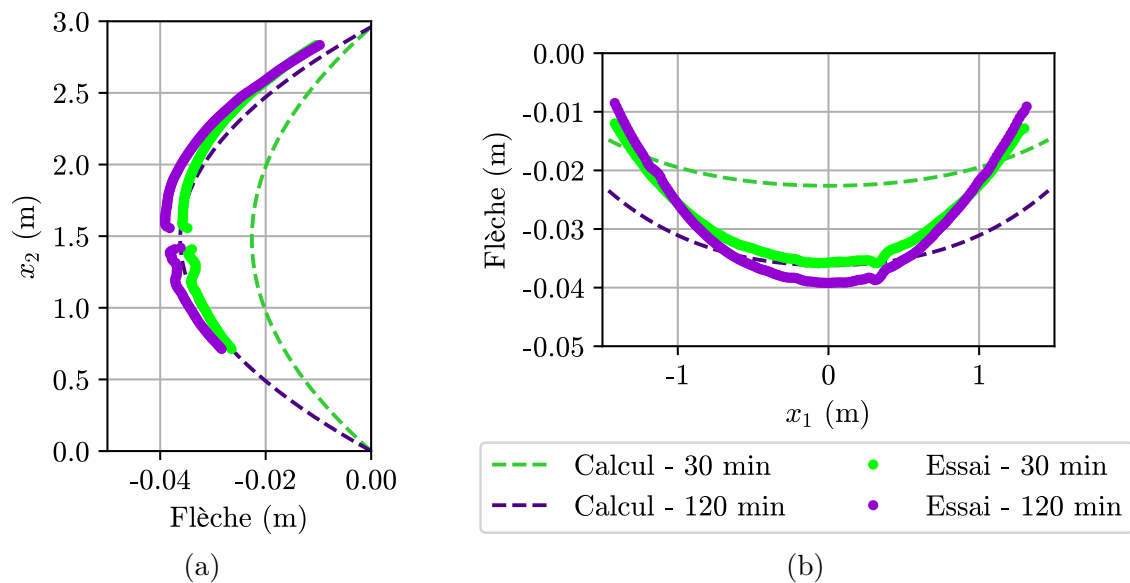 3.0
2.5
2.0
1.5
1.0
0.5
0.0
x₂ (m)
-0.04 -0.02 0.00
Flèche (m)
(a)
0.00
-0.01
-0.02
-0.03
-0.04
-0.05
Flèche (m)
-1 0 1
x₁ (m)
Calcul - 30 min Essai - 30 min
Calcul - 120 min Essai - 120 min
(b)